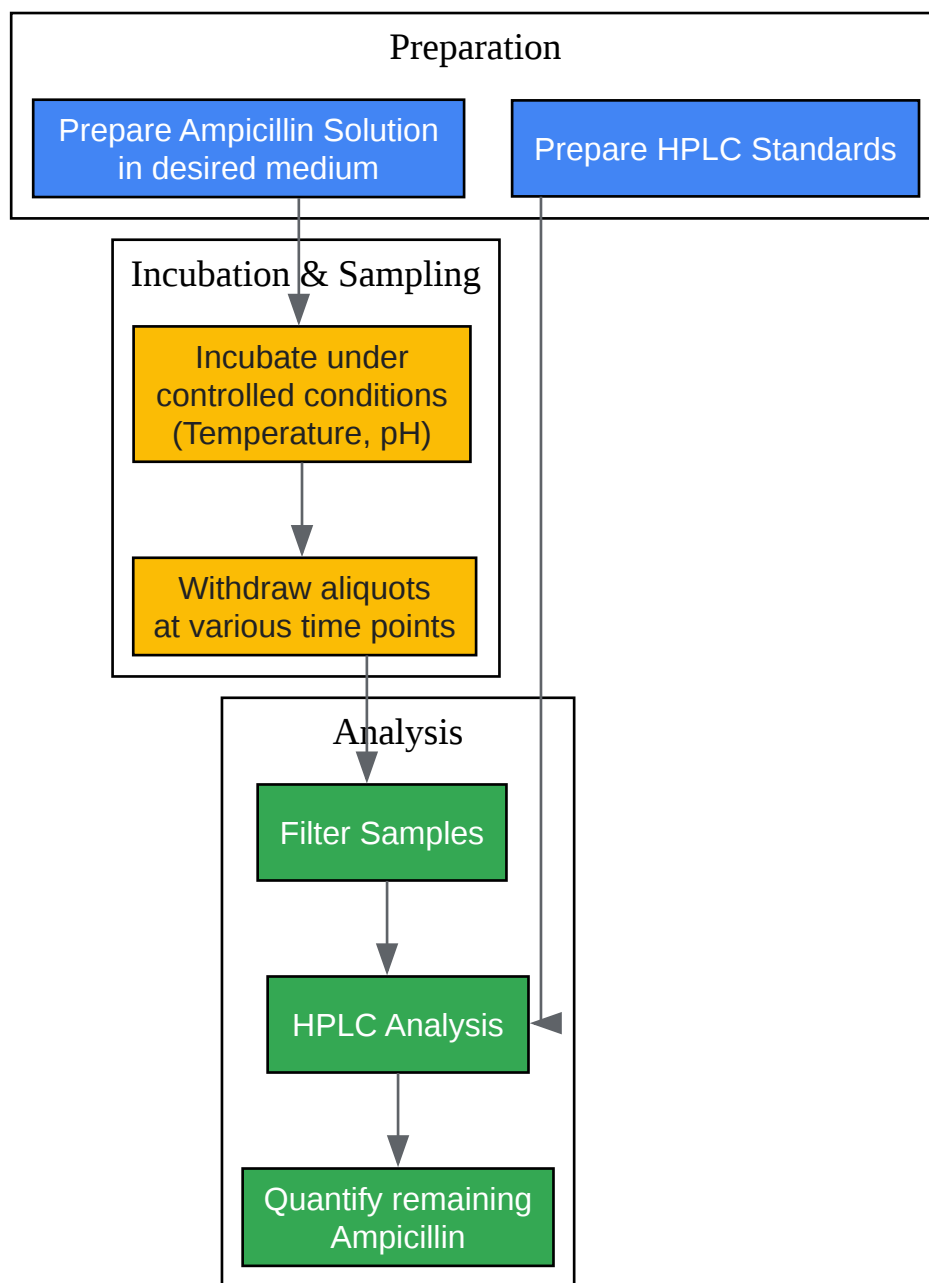 Preparation
Prepare Ampicillin Solution
in desired medium
Prepare HPLC Standards
Incubation & Sampling
Incubate under
controlled conditions
(Temperature, pH)
Withdraw aliquots
at various time points
Analysis
Filter Samples
HPLC Analysis
Quantify remaining
Ampicillin